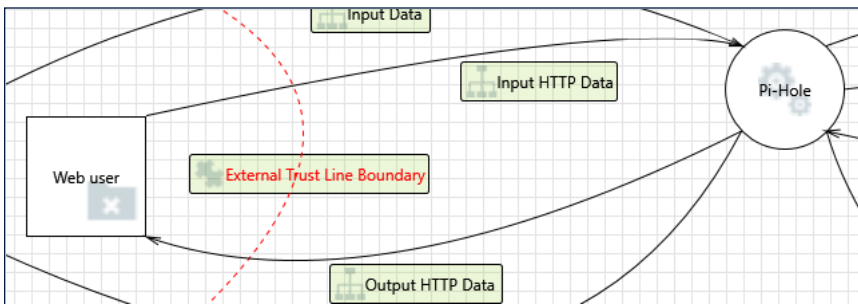 Input Data
Input HTTP Data
Pi-Hole
Web user
External Trust Line Boundary
Output HTTP Data